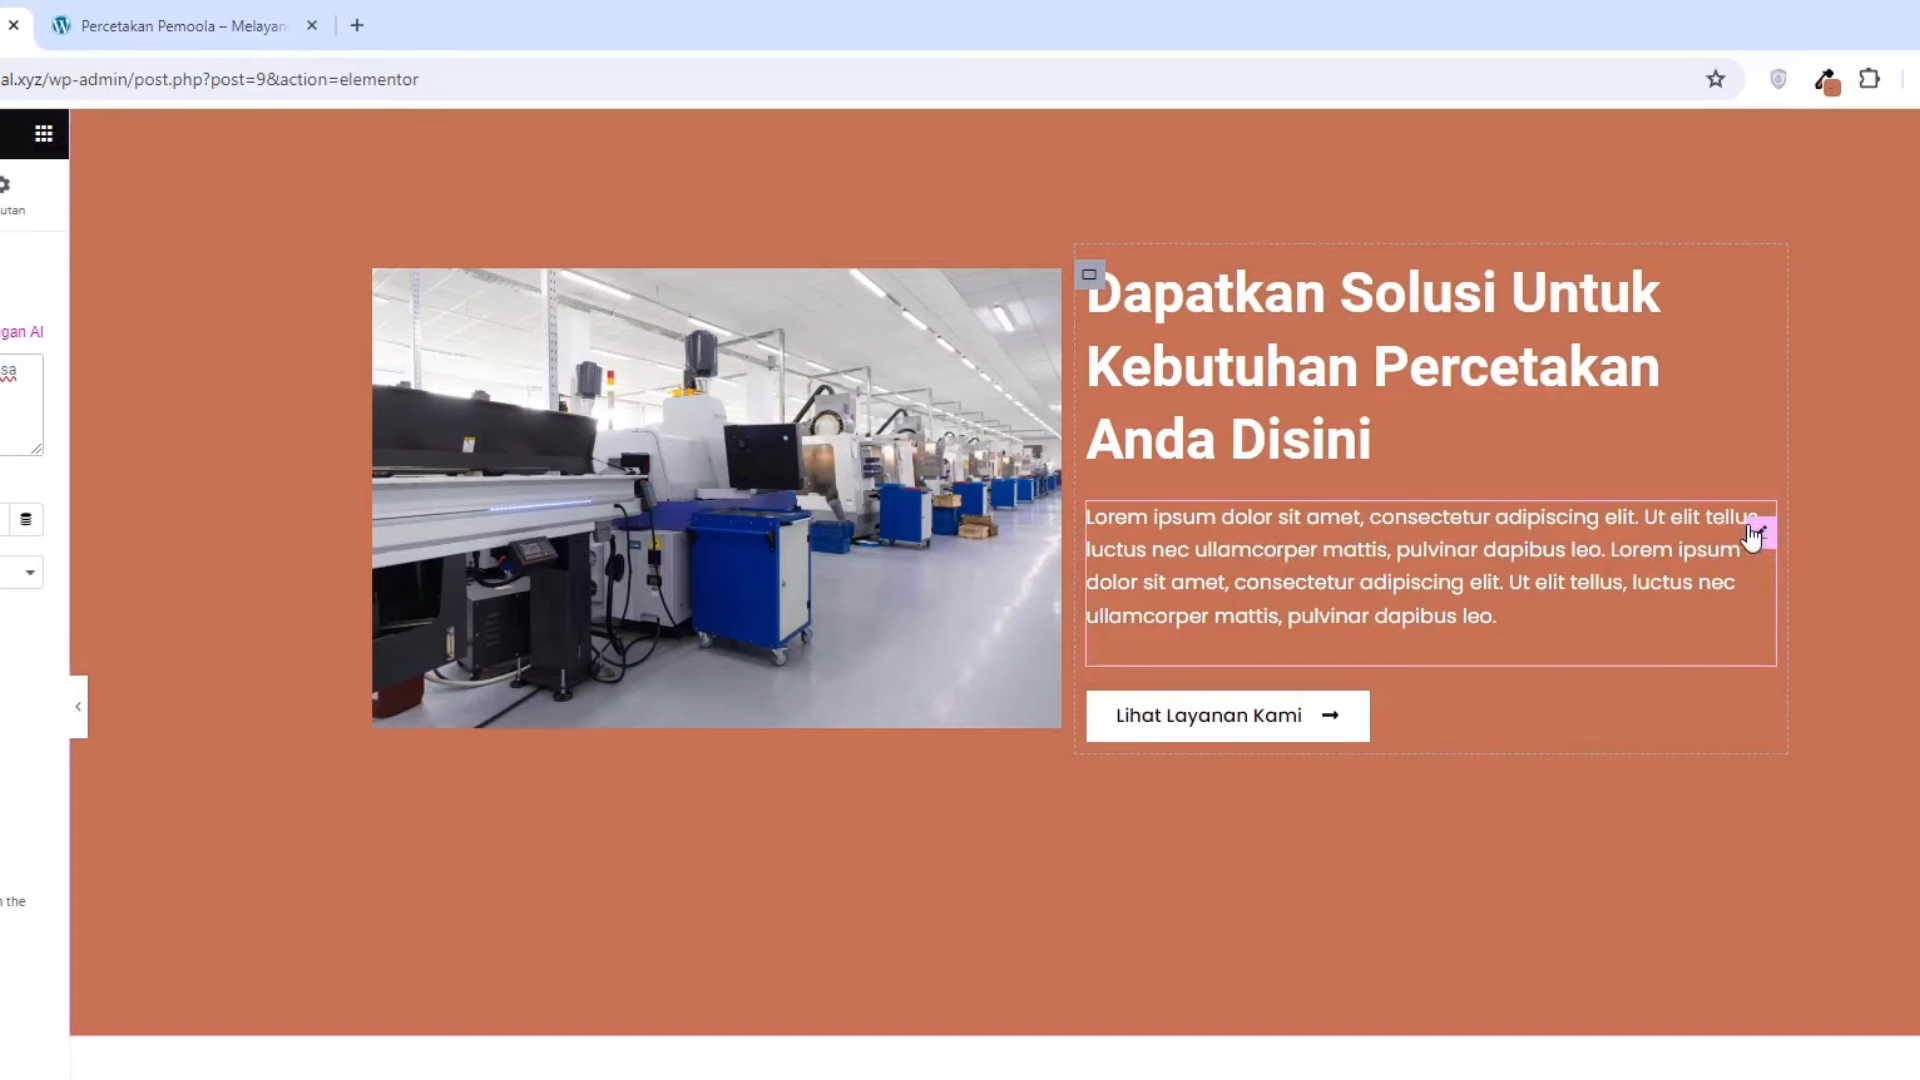 Percetakan Pemoola – Melayan
al.xyz/wp-admin/post.php?post=9&action=elementor
utan
gan AI
sa
n the
Dapatkan Solusi Untuk
Kebutuhan Percetakan
Anda Disini
Lorem ipsum dolor sit amet, consectetur adipiscing elit. Ut elit tellus
luctus nec ullamcorper mattis, pulvinar dapibus leo. Lorem ipsum
dolor sit amet, consectetur adipiscing elit. Ut elit tellus, luctus nec
ullamcorper mattis, pulvinar dapibus leo.
Lihat Layanan Kami